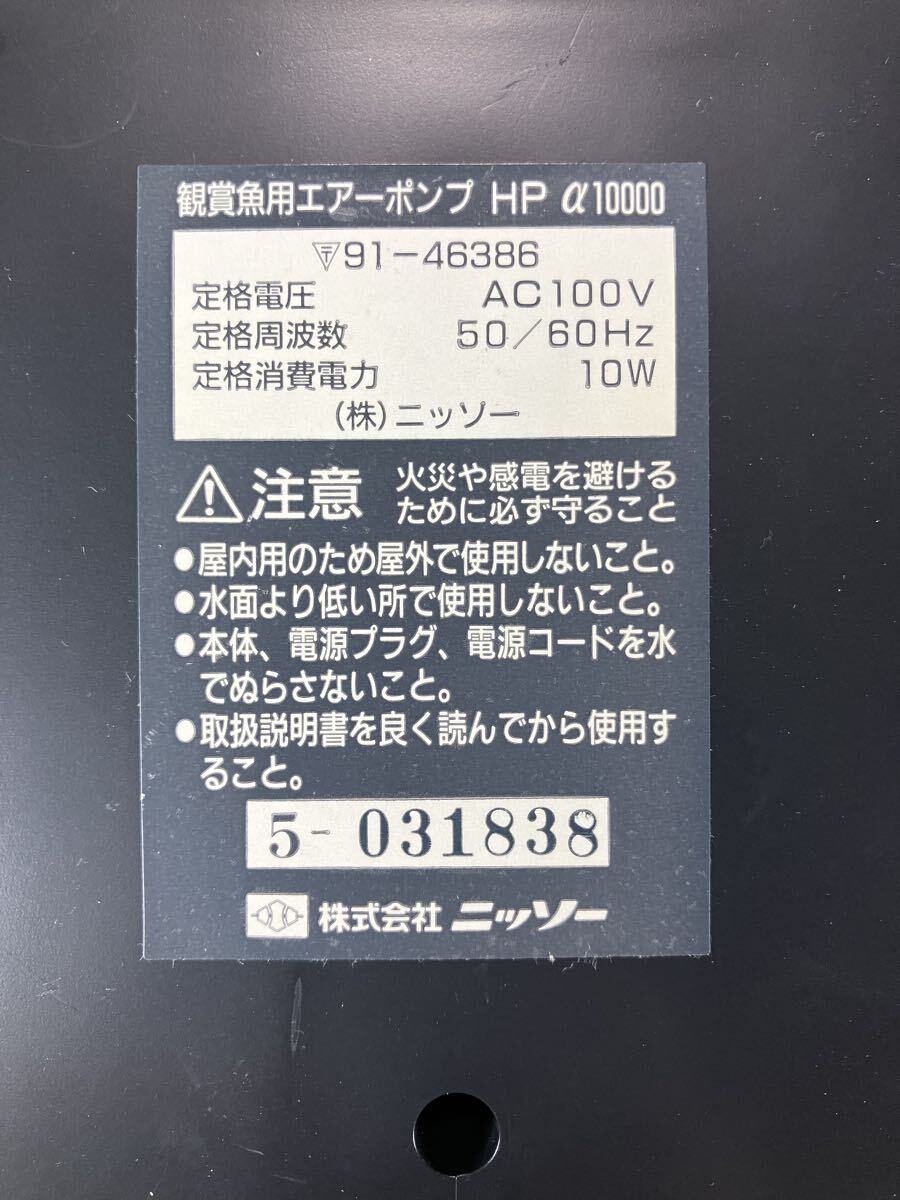 観賞魚用エアーポンプ HP α10000
〒91-46386
定格電圧 AC100V
定格周波数 50/60Hz
定格消費電力 10W
(株)ニッソー
注意 火災や感電を避ける
ために必ず守ること
●屋内用のため屋外で使用しないこと。
●水面より低い所で使用しないこと。
●本体、電源プラグ、電源コードを水
でぬらさないこと。
●取扱説明書を良く読んでから使用す
ること。
5-031838
株式会社 ニッソー